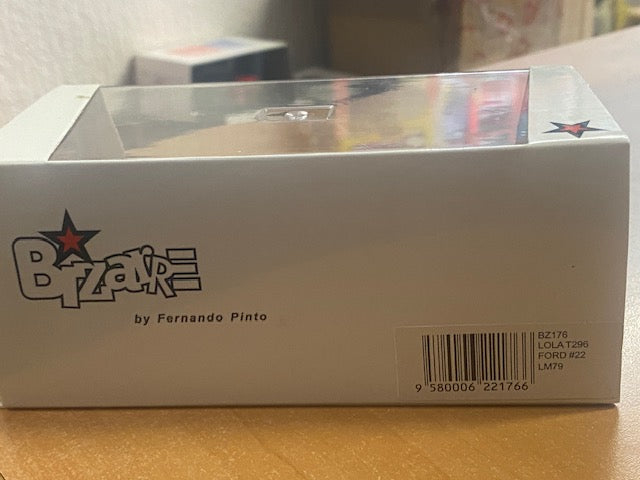 BizaRRE
by Fernando Pinto
BZ176
LOLA T296
FORD #22
LM79
9 580006 221766